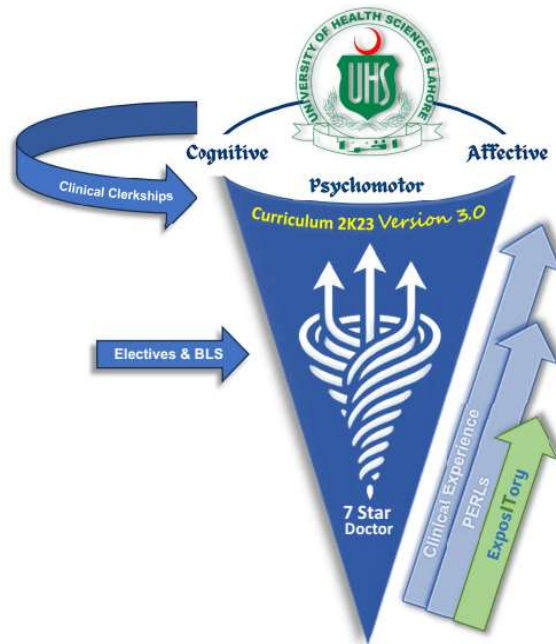 UNIVERSITY OF HEALTH SCIENCES LAHORE
UHS
Cognitive
Affective
Psychomotor
Clinical Clerkships
Curriculum 2K23 Version 3.0
Electives & BLS
7 Star
Doctor
Clinical Experience
PERLs
ExposITory